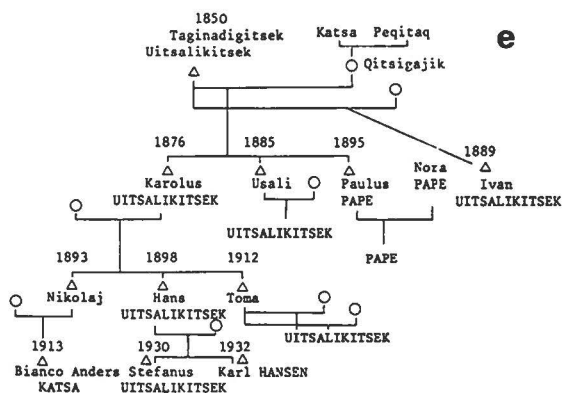 e
1850
Taginadigitsek
Uitsalikitsek
Katsa Peqitaq
Qitsigajik
1876 1885 1895 1889
Karolus Usali Paulus Nora Ivan
UITSALIKITSEK PAPE PAPE UITSALIKITSEK
UITSALIKITSEK PAPE
1893 1898 1912
Nikolaj Hans Toma
UITSALIKITSEK
UITSALIKITSEK
1913 1930 1932
Bianco Anders Stefanus Karl HANSEN
KATSA UITSALIKITSEK